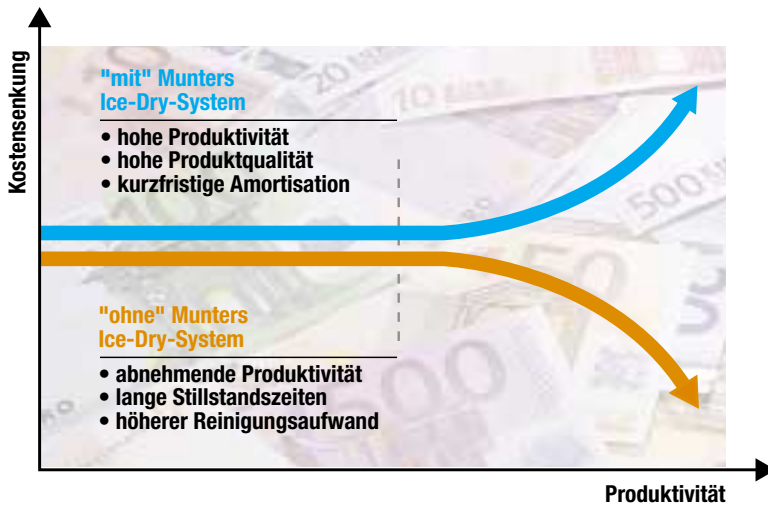 Kostensenkung
"mit" Munters
Ice-Dry-System
• hohe Produktivität
• hohe Produktqualität
• kurzfristige Amortisation
"ohne" Munters
Ice-Dry-System
• abnehmende Produktivität
• lange Stillstandszeiten
• höherer Reinigungsaufwand
Produktivität